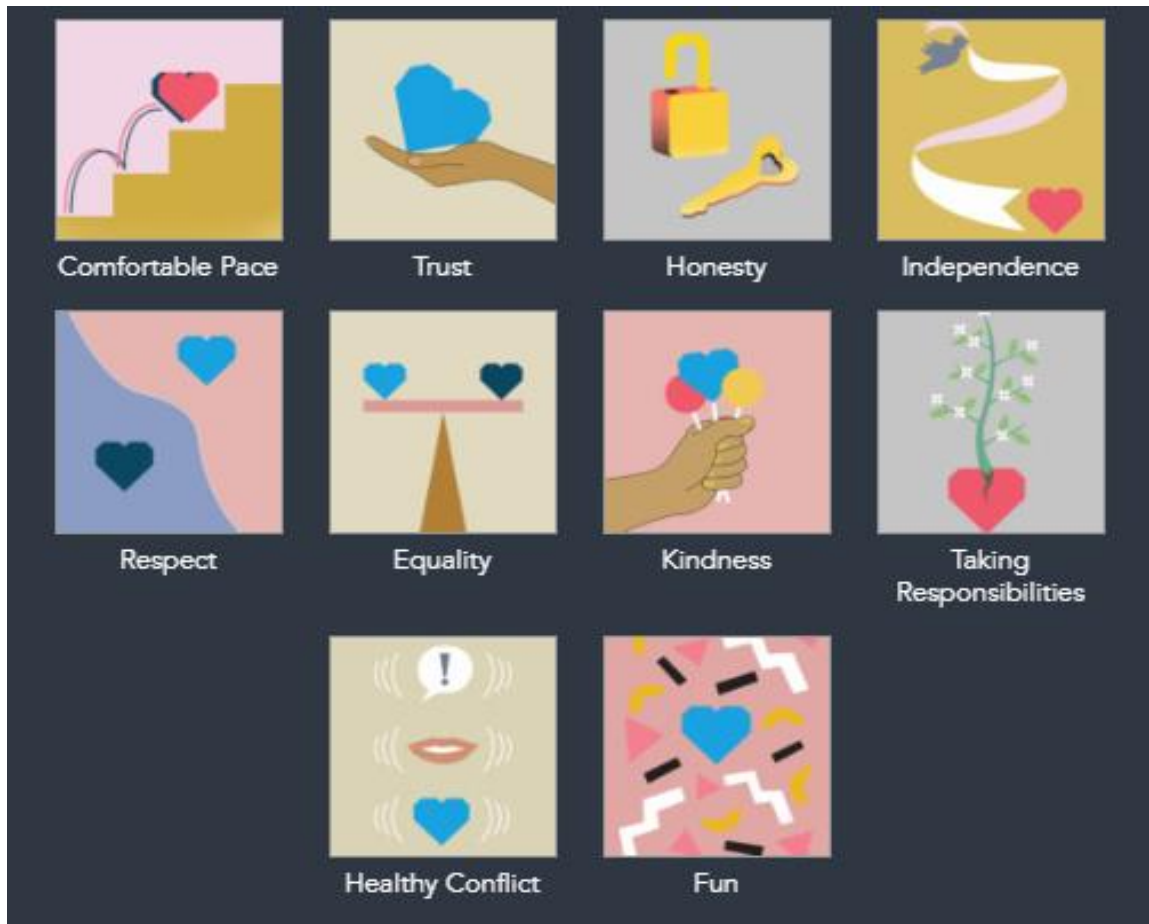 Comfortable Pace
Trust
Honesty
Independence
Respect
Equality
Kindness
Taking
Responsibilities
!
Healthy Conflict
Fun